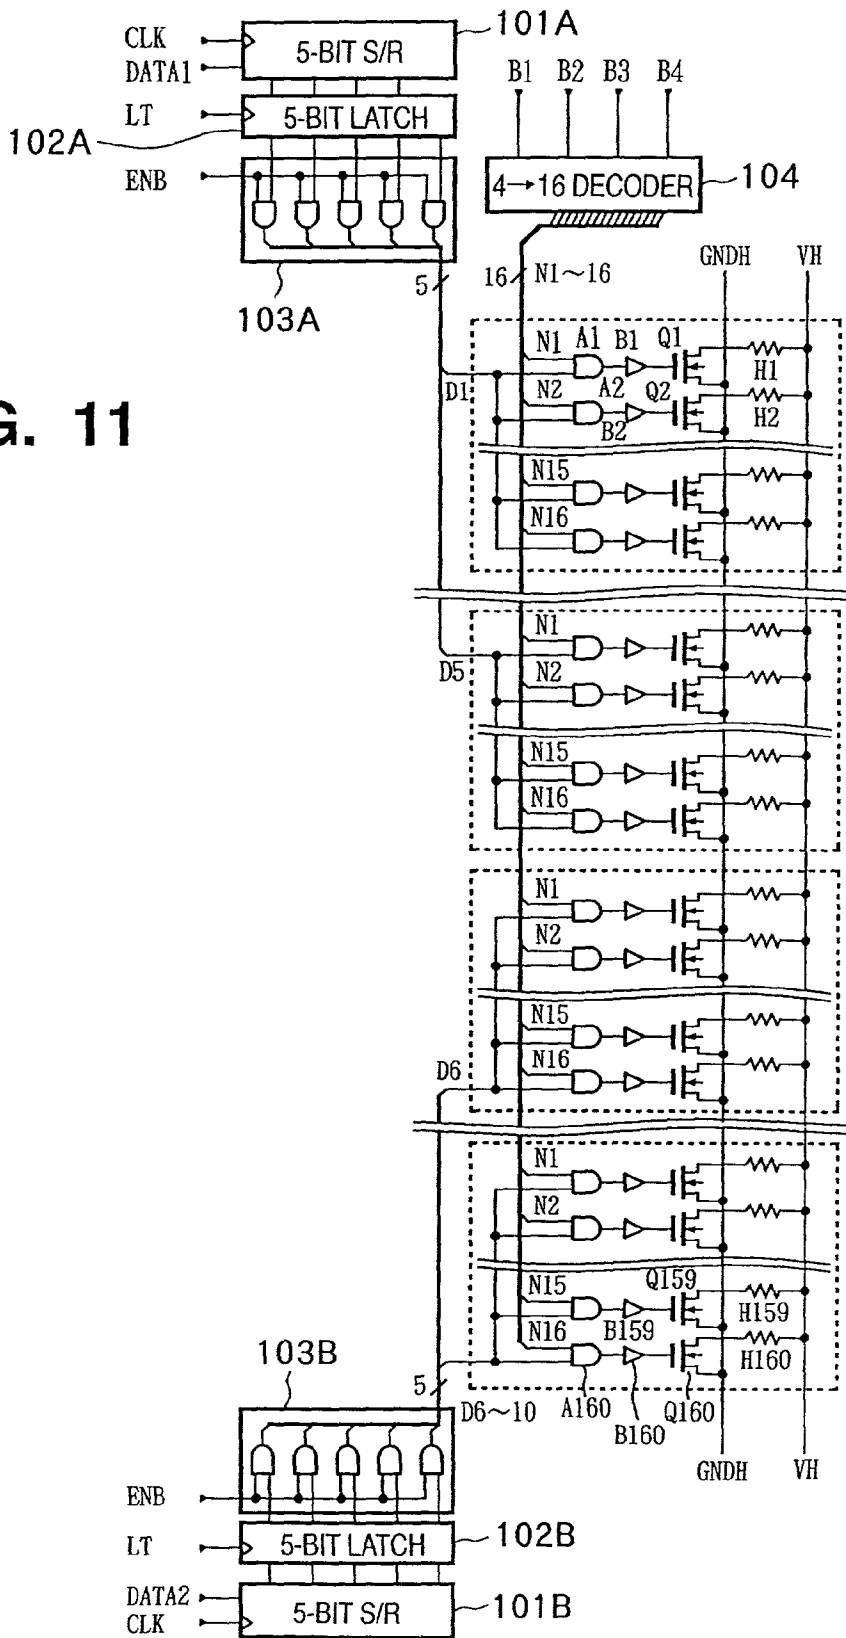 101A
CLK
5-BIT S/R
DATA1
B1 B2 B3 B4
LT
5-BIT LATCH
102A
ENB
4→16 DECODER
104
GNDH VH
5
16 N1~16
103A
N1 A1 B1 Q1
H1
D1
N2 A2 Q2
B2
H2
G. 11
N15
N16
N1
D5
N2
N15
N16
N1
N2
N15
N16
D6
N1
N2
N15 Q159
B159 H159
N16
H160
103B
5
D6~10 A160 B160 Q160
GNDH VH
ENB
LT
5-BIT LATCH
102B
DATA2
5-BIT S/R
101B
CLK